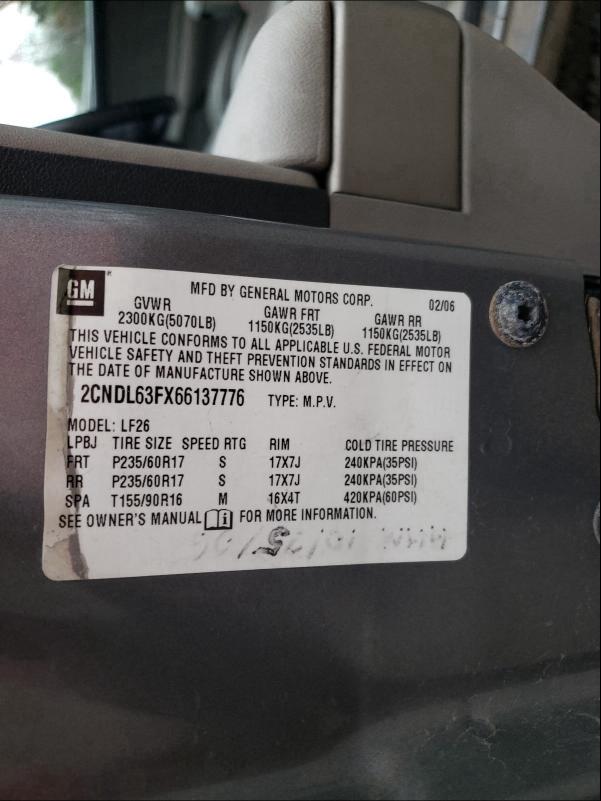 GM
MFD BY GENERAL MOTORS CORP. 02/06
GVWR GAWR FRT GAWR RR
2300KG(5070LB) 1150KG(2535LB) 1150KG(2535LB)
THIS VEHICLE CONFORMS TO ALL APPLICABLE U.S. FEDERAL MOTOR
VEHICLE SAFETY AND THEFT PREVENTION STANDARDS IN EFFECT ON
THE DATE OF MANUFACTURE SHOWN ABOVE.
2CNDL63FX66137776 TYPE: M.P.V.
MODEL: LF26
LPBJ TIRE SIZE SPEED RTG RIM COLD TIRE PRESSURE
FRT P235/60R17 S 17X7J 240KPA(35PSI)
RR P235/60R17 S 17X7J 240KPA(35PSI)
SPA T155/90R16 M 16X4T 420KPA(60PSI)
SEE OWNER'S MANUAL FOR MORE INFORMATION.